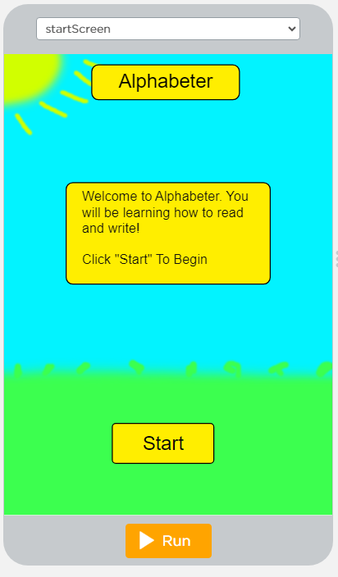 startScreen
Alphabeter
Welcome to Alphabeter. You
will be learning how to read
and write!
Click "Start" To Begin
Start
Run